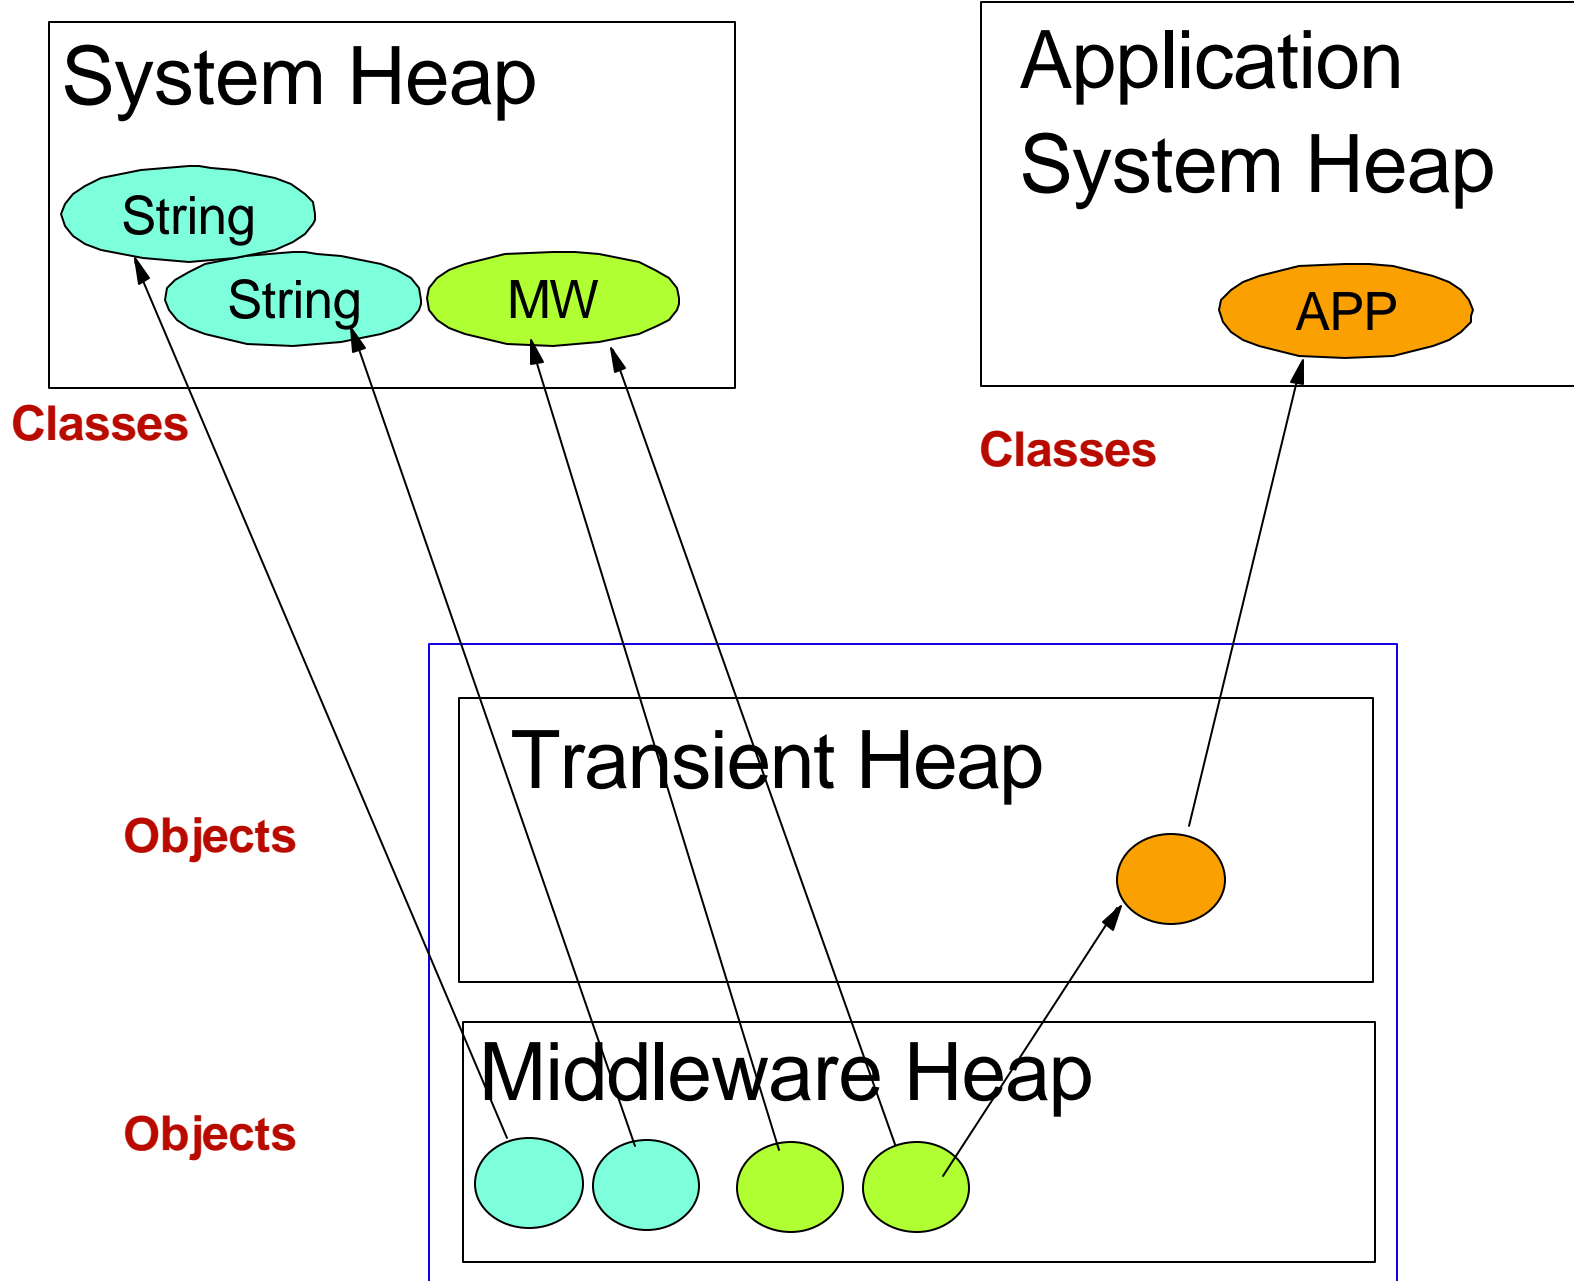 System Heap
String
String
MW
Classes
Application
System Heap
APP
Classes
Transient Heap
Objects
Middleware Heap
Objects